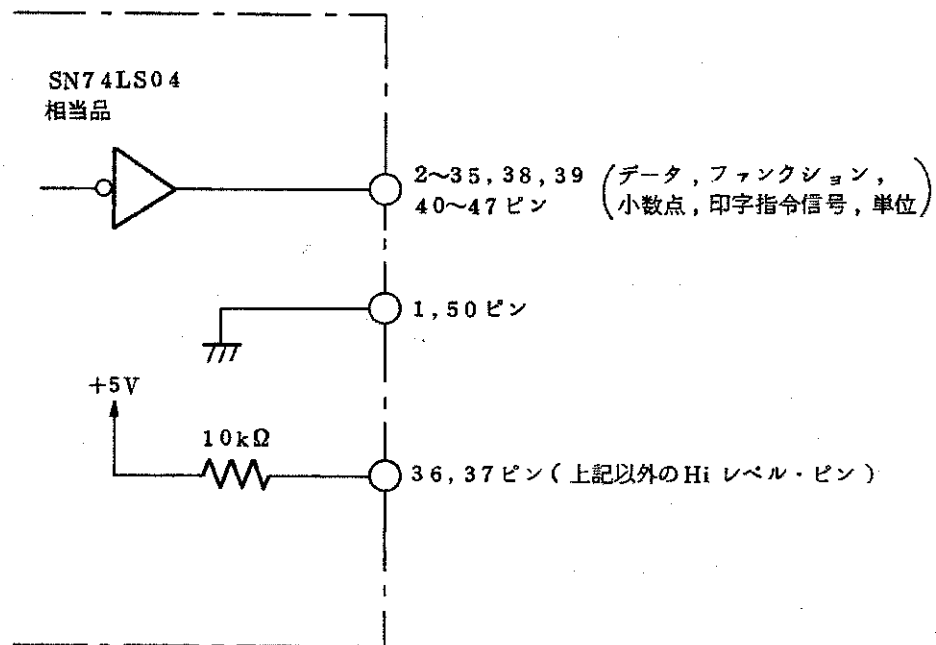 SN74LS04
相当品
2~35,38,39 (データ,ファンクション,
40~47ピン 小数点,印字指令信号,単位)
1,50ピン
+5V
10kΩ
36,37ピン(上記以外のHiレベル・ピン)